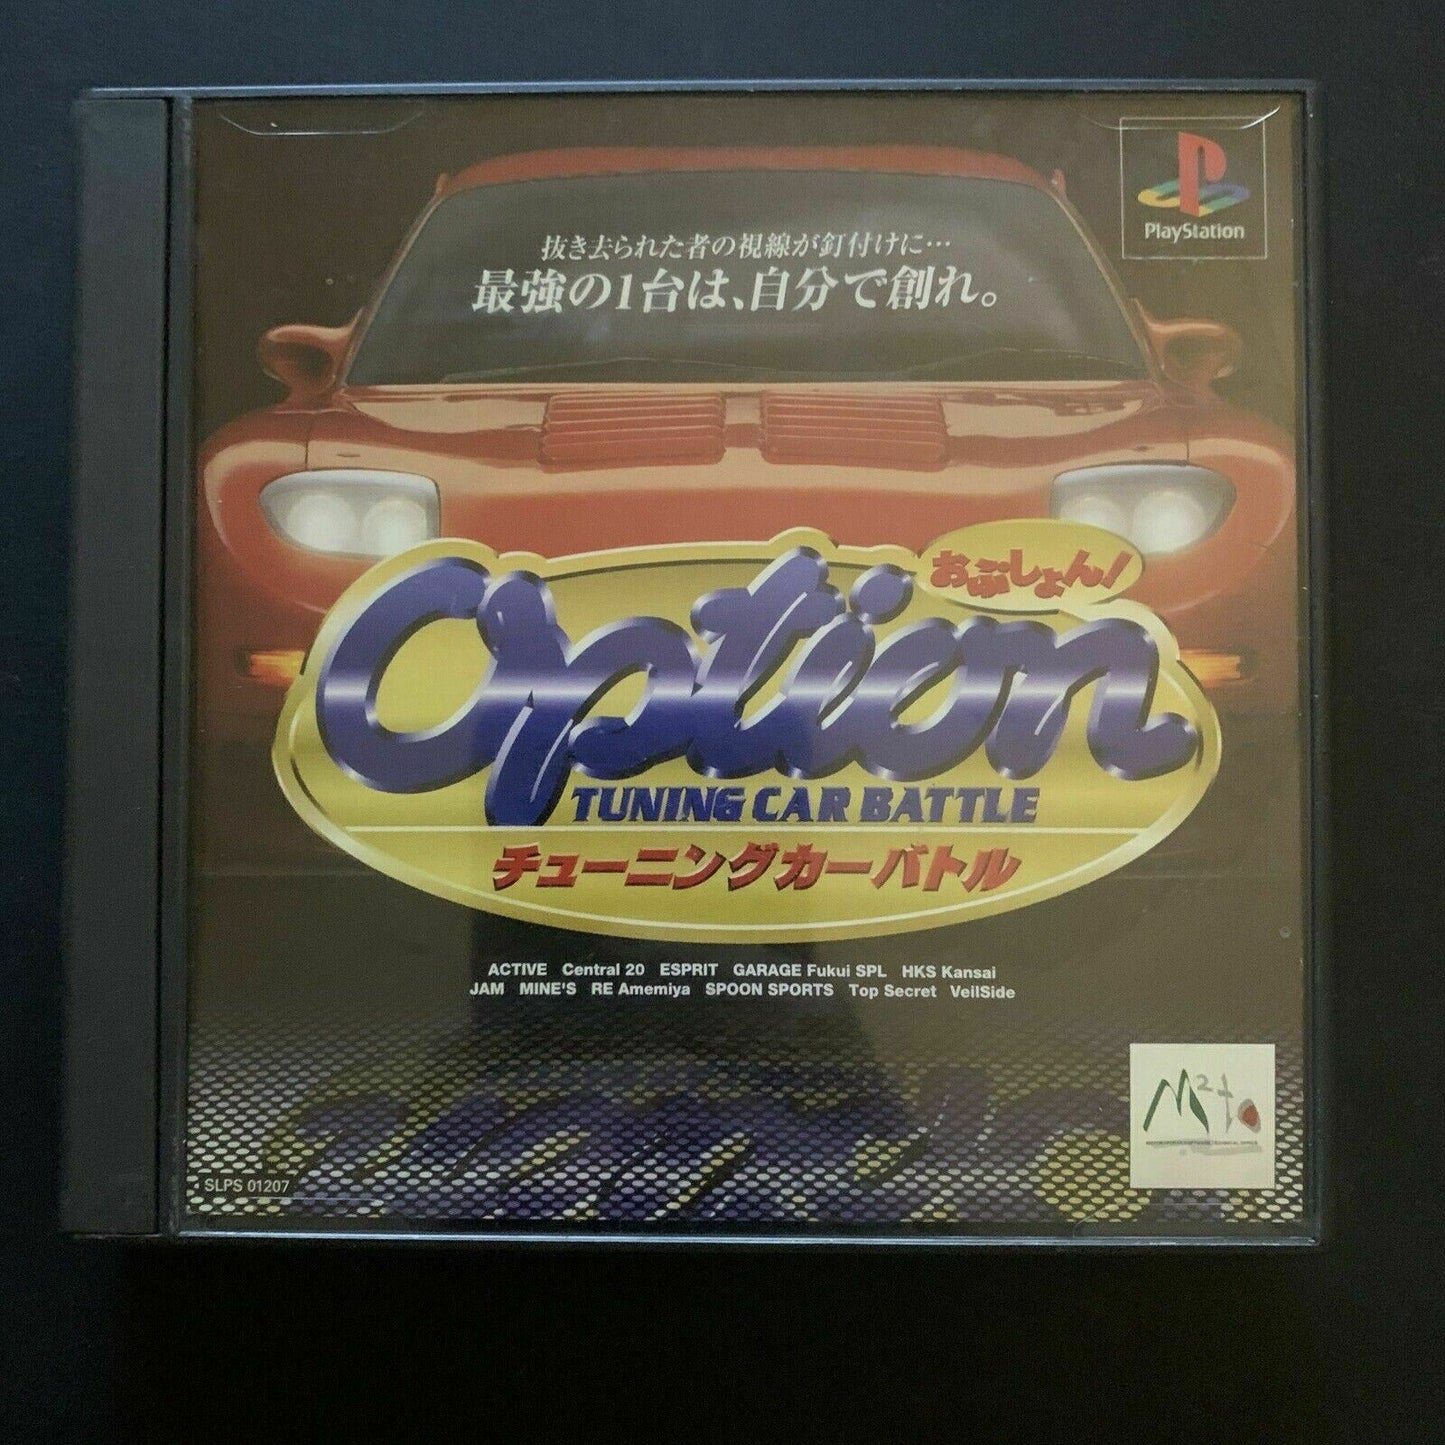 PlayStation
抜き去られた者の視線が釘付けに…
最強の1台は、自分で創れ。
おぷしょん!
Option
TUNING CAR BATTLE
チューニングカーバトル
ACTIVE Central 20 ESPRIT GARAGE Fukui SPL HKS Kansai
JAM MINE'S RE Amemiya SPOON SPORTS Top Secret VeilSide
M2
SLPS 01207